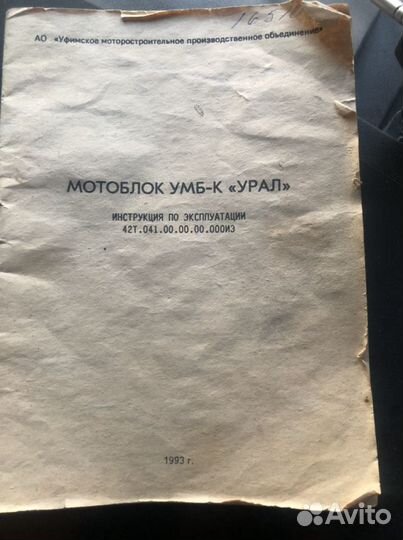 АО «Уфимское моторостроительное производственное объединение»
МОТОБЛОК УМБ-К «УРАЛ»
ИНСТРУКЦИЯ ПО ЭКСПЛУАТАЦИИ
42Т.041.00.00.00.000ИЭ
1993 г.
Avito